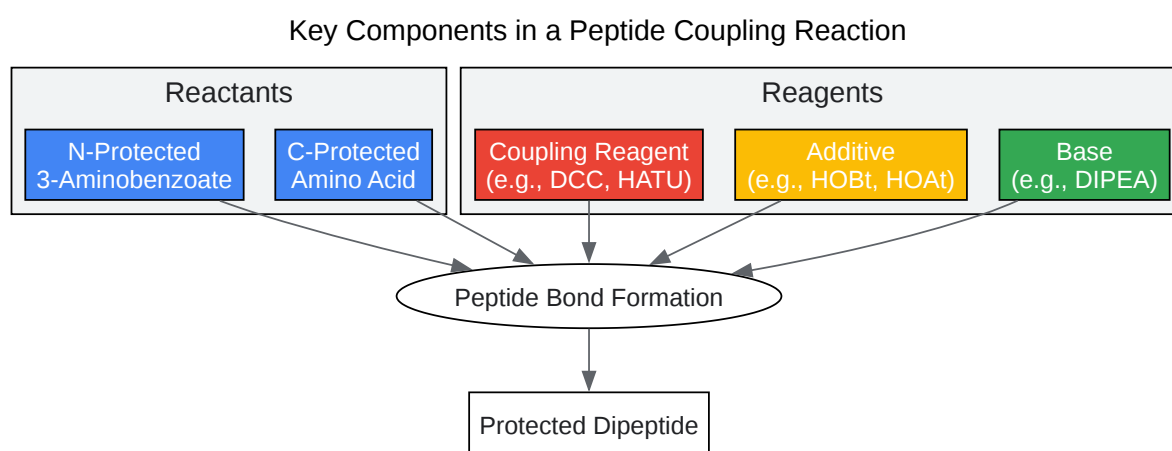 Key Components in a Peptide Coupling Reaction
Reactants
Reagents
N-Protected
3-Aminobenzoate
C-Protected
Amino Acid
Coupling Reagent
(e.g., DCC, HATU)
Additive
(e.g., HOBt, HOAt)
Base
(e.g., DIPEA)
Peptide Bond Formation
Protected Dipeptide